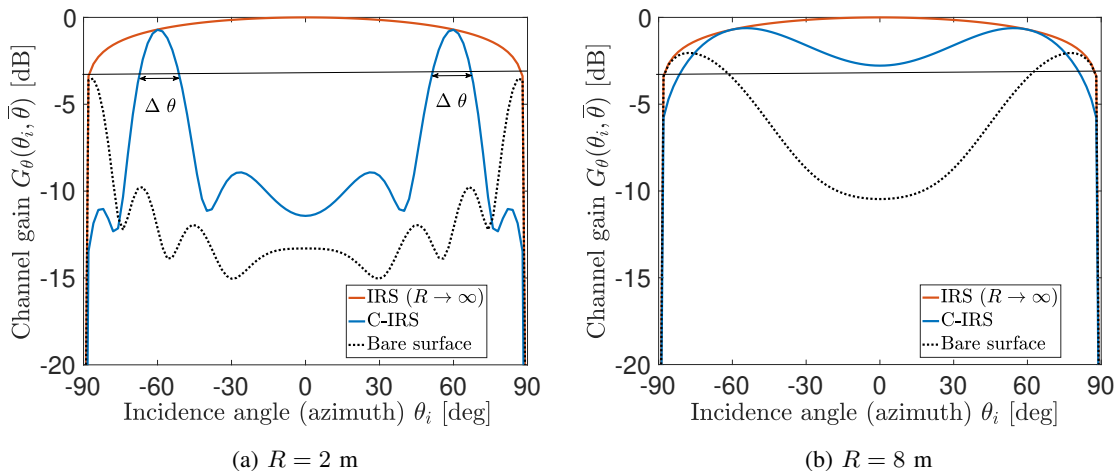 Channel gain G_θ(θ_i, θ̅) [dB]
0
-5
-10
-15
-20
Δ θ
Δ θ
IRS (R → ∞)
C-IRS
Bare surface
-90 -60 -30 0 30 60 90
Incidence angle (azimuth) θ_i [deg]
(a) R = 2 m
Channel gain G_θ(θ_i, θ̅) [dB]
0
-5
-10
-15
-20
IRS (R → ∞)
C-IRS
Bare surface
-90 -60 -30 0 30 60 90
Incidence angle (azimuth) θ_i [deg]
(b) R = 8 m